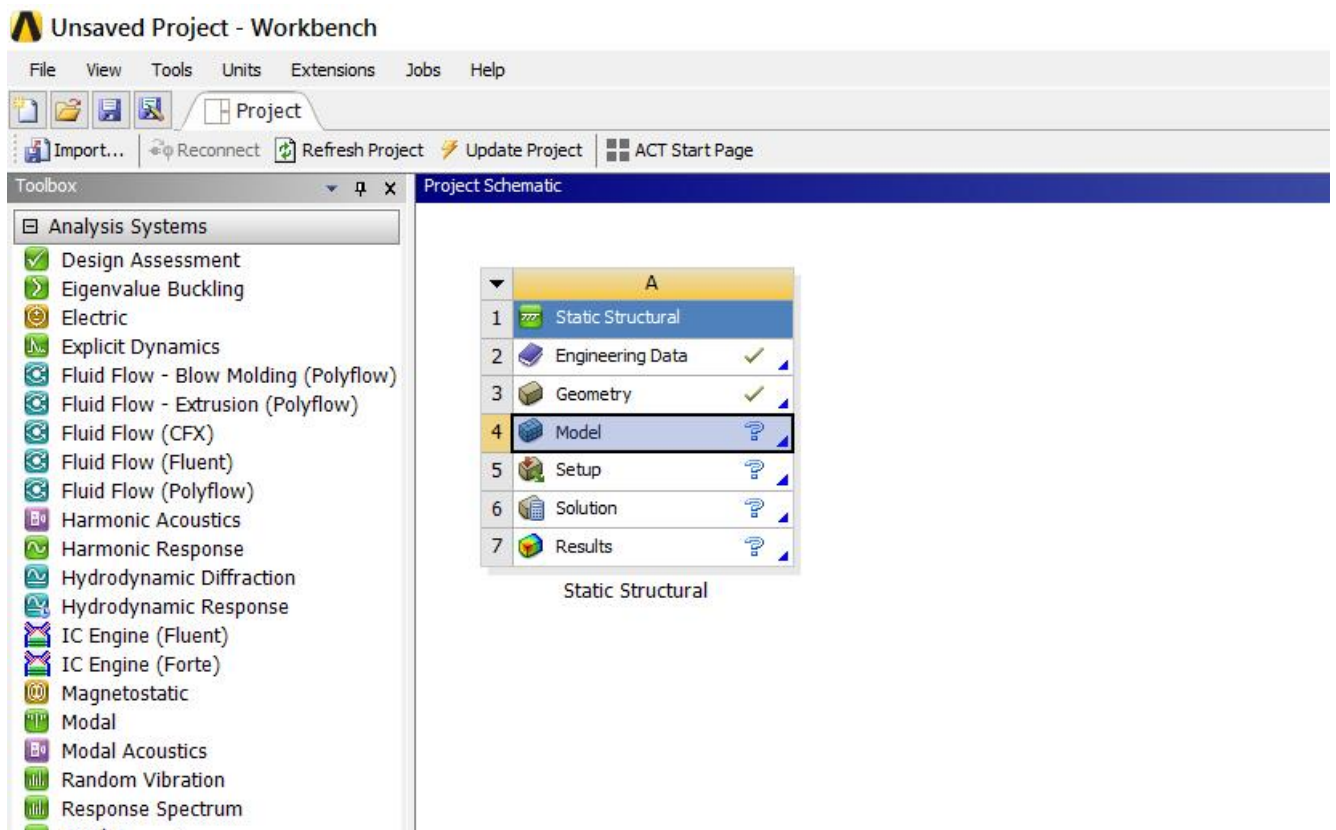 Unsaved Project - Workbench
File View Tools Units Extensions Jobs Help
Project
Import... Reconnect Refresh Project Update Project ACT Start Page
Toolbox
Project Schematic
Analysis Systems
Design Assessment
Eigenvalue Buckling
Electric
Explicit Dynamics
Fluid Flow - Blow Molding (Polyflow)
Fluid Flow - Extrusion (Polyflow)
Fluid Flow (CFX)
Fluid Flow (Fluent)
Fluid Flow (Polyflow)
Harmonic Acoustics
Harmonic Response
Hydrodynamic Diffraction
Hydrodynamic Response
IC Engine (Fluent)
IC Engine (Forte)
Magnetostatic
Modal
Modal Acoustics
Random Vibration
Response Spectrum
A
1 Static Structural
2 Engineering Data
3 Geometry
4 Model
5 Setup
6 Solution
7 Results
Static Structural